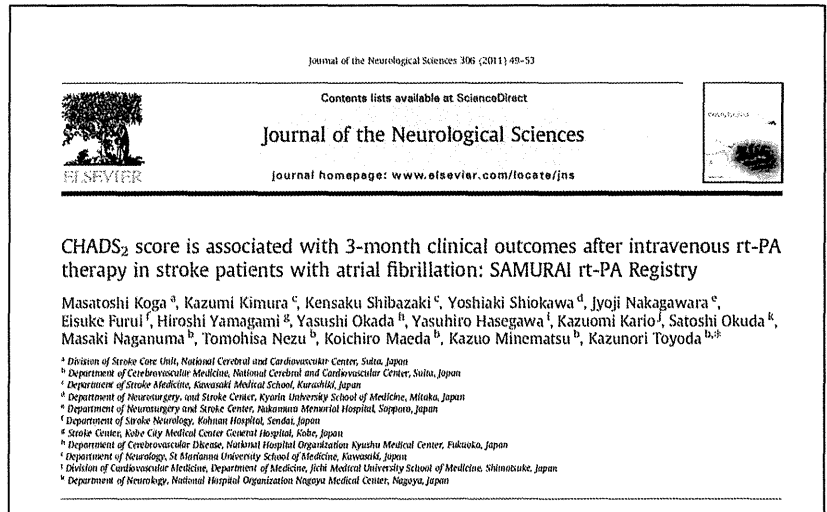 Journal of the Neurological Sciences 306 (2011) 49–53
Contents lists available at ScienceDirect
Journal of the Neurological Sciences
journal homepage: www.elsevier.com/locate/jns
ELSEVIER
CHADS₂ score is associated with 3-month clinical outcomes after intravenous rt-PA
therapy in stroke patients with atrial fibrillation: SAMURAI rt-PA Registry
Masatoshi Koga ᵃ, Kazumi Kimura ᶜ, Kensaku Shibazaki ᶜ, Yoshiaki Shiokawa ᵈ, Jyoji Nakagawara ᵉ,
Eisuke Furui ᶠ, Hiroshi Yamagami ᵍ, Yasushi Okada ʰ, Yasuhiro Hasegawa ⁱ, Kazuomi Kario ʲ, Satoshi Okuda ᵏ,
Masaki Naganuma ᵇ, Tomohisa Nezu ᵇ, Koichiro Maeda ᵇ, Kazuo Minematsu ᵇ, Kazunori Toyoda ᵇ,*
ᵃ Division of Stroke Care Unit, National Cerebral and Cardiovascular Center, Suita, Japan
ᵇ Department of Cerebrovascular Medicine, National Cerebral and Cardiovascular Center, Suita, Japan
ᶜ Department of Stroke Medicine, Kawasaki Medical School, Kurashiki, Japan
ᵈ Department of Neurosurgery, and Stroke Center, Kyorin University School of Medicine, Mitaka, Japan
ᵉ Department of Neurosurgery and Stroke Center, Nakamura Memorial Hospital, Sapporo, Japan
ᶠ Department of Stroke Neurology, Kohnan Hospital, Sendai, Japan
ᵍ Stroke Center, Kobe City Medical Center General Hospital, Kobe, Japan
ʰ Department of Cerebrovascular Disease, National Hospital Organization Kyushu Medical Center, Fukuoka, Japan
ⁱ Department of Neurology, St Marianna University School of Medicine, Kawasaki, Japan
ʲ Division of Cardiovascular Medicine, Department of Medicine, Jichi Medical University School of Medicine, Shimotsuke, Japan
ᵏ Department of Neurology, National Hospital Organization Nagoya Medical Center, Nagoya, Japan